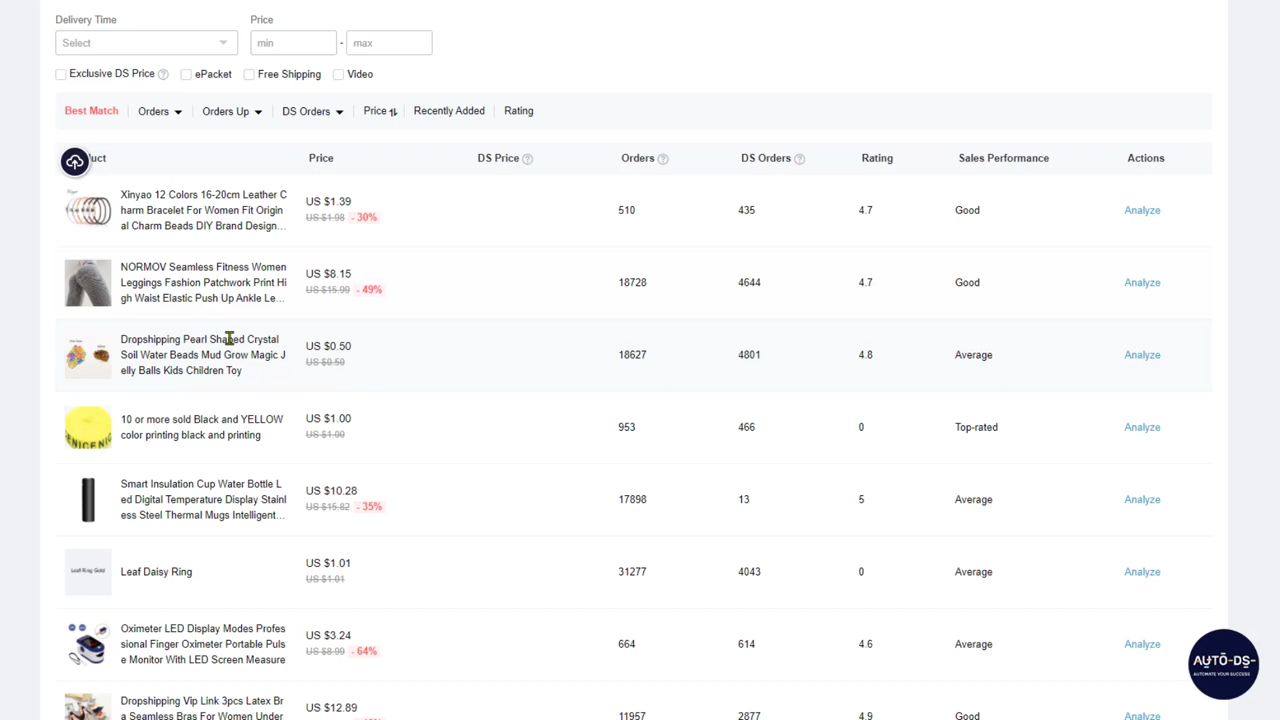 Delivery Time
Price
Select
min
-
max
Exclusive DS Price
ePacket
Free Shipping
Video
Best Match
Orders
Orders Up
DS Orders
Price
Recently Added
Rating
uct
Price
DS Price
Orders
DS Orders
Rating
Sales Performance
Actions
Xinyao 12 Colors 16-20cm Leather C
harm Bracelet For Women Fit Origin
al Charm Beads DIY Brand Design...
US $1.39
US $1.98 - 30%
510
435
4.7
Good
Analyze
NORMOV Seamless Fitness Women
Leggings Fashion Patchwork Print Hi
gh Waist Elastic Push Up Ankle Le...
US $8.15
US $15.99 - 49%
18728
4644
4.7
Good
Analyze
Dropshipping Pearl Shaped Crystal
Soil Water Beads Mud Grow Magic J
elly Balls Kids Children Toy
US $0.50
US $0.50
18627
4801
4.8
Average
Analyze
10 or more sold Black and YELLOW
color printing black and printing
US $1.00
US $1.00
953
466
0
Top-rated
Analyze
Smart Insulation Cup Water Bottle L
ed Digital Temperature Display Stainl
ess Steel Thermal Mugs Intelligent...
US $10.28
US $15.82 - 35%
17898
13
5
Average
Analyze
Leaf Ring Gold
Leaf Daisy Ring
US $1.01
US $1.01
31277
4043
0
Average
Analyze
Oximeter LED Display Modes Profes
sional Finger Oximeter Portable Puls
e Monitor With LED Screen Measure
US $3.24
US $8.99 - 64%
664
614
4.6
Average
Analyze
Dropshipping Vip Link 3pcs Latex Br
a Seamless Bras For Women Under
US $12.89
11957
2877
4.9
Good
Analyze
AUTO-DS-
AUTOMATE YOUR SUCCESS